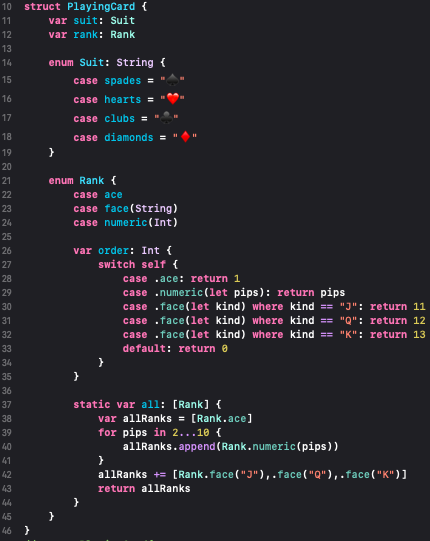 10 struct PlayingCard {
11     var suit: Suit
12     var rank: Rank
13
14     enum Suit: String {
15         case spades = "♠️"
16         case hearts = "❤️"
17         case clubs = "♣️"
18         case diamonds = "♦️"
19     }
20
21     enum Rank {
22         case ace
23         case face(String)
24         case numeric(Int)
25
26         var order: Int {
27             switch self {
28                 case .ace: return 1
29                 case .numeric(let pips): return pips
30                 case .face(let kind) where kind == "J": return 11
31                 case .face(let kind) where kind == "Q": return 12
32                 case .face(let kind) where kind == "K": return 13
33                 default: return 0
34             }
35         }
36
37         static var all: [Rank] {
38             var allRanks = [Rank.ace]
39             for pips in 2...10 {
40                 allRanks.append(Rank.numeric(pips))
41             }
42             allRanks += [Rank.face("J"),.face("Q"),.face("K")]
43             return allRanks
44         }
45     }
46 }